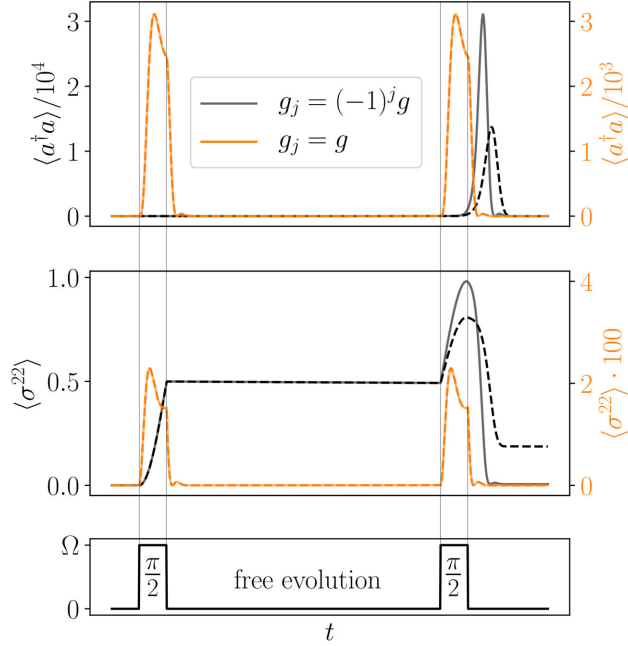 ⟨a†a⟩/10⁴
3
2
1
0
g_j = (−1)^j g
g_j = g
3
2
1
0
⟨a†a⟩/10³
⟨σ²²⟩
1.0
0.5
0.0
4
2
0
⟨σ²²⟩ · 100
Ω
0
π/2
free evolution
π/2
t